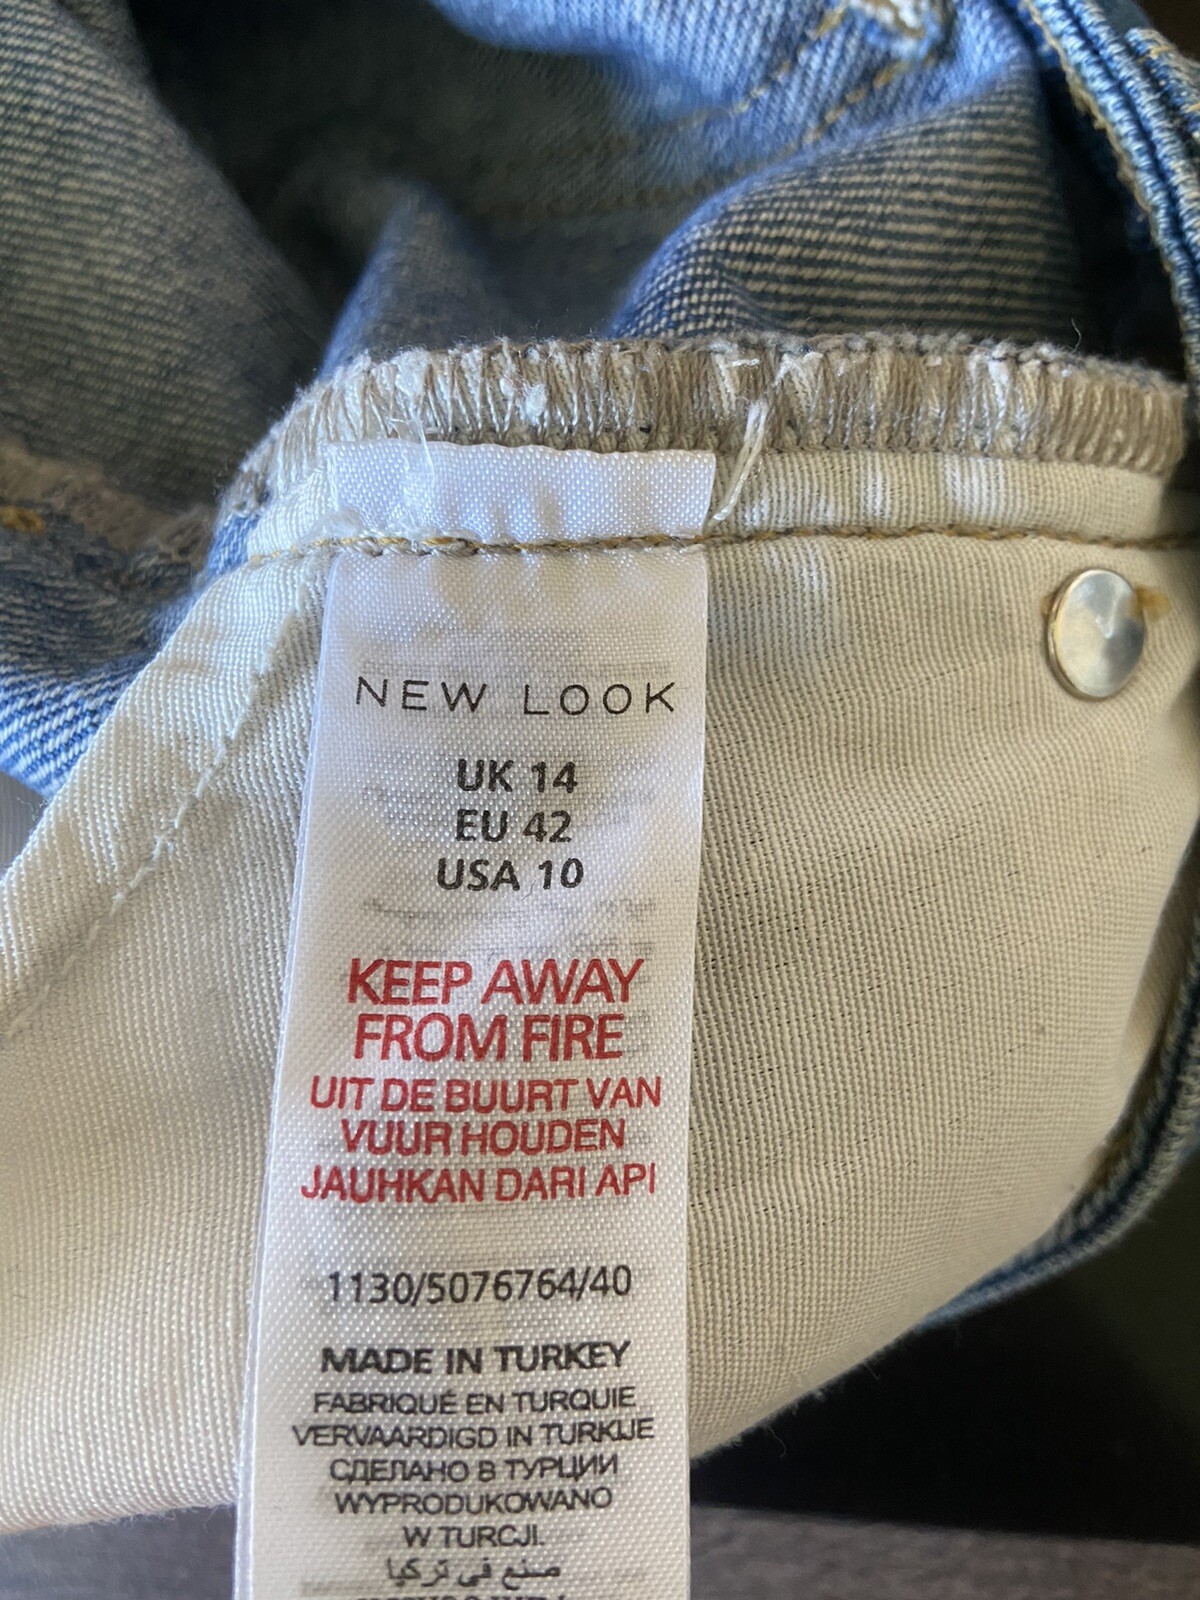 NEW LOOK
UK 14
EU 42
USA 10
KEEP AWAY
FROM FIRE
UIT DE BUURT VAN
VUUR HOUDEN
JAUHKAN DARI API
1130/5076764/40
MADE IN TURKEY
FABRIQUÉ EN TURQUIE
VERVAARDIGD IN TURKIJE
СДЕЛАНО В ТУРЦИИ
WYPRODUKOWANO
W TURCJI.
صنع في تركيا